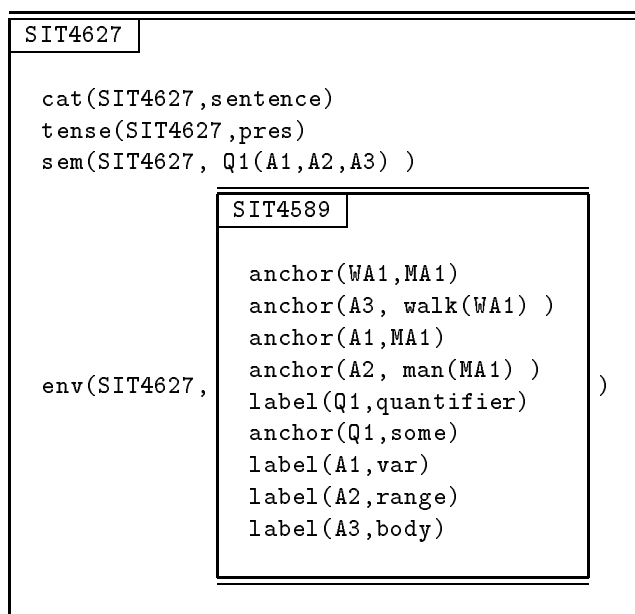 SIT4627
cat(SIT4627,sentence)
tense(SIT4627,pres)
sem(SIT4627, Q1(A1,A2,A3) )
SIT4589
anchor(WA1,MA1)
anchor(A3, walk(WA1) )
anchor(A1,MA1)
anchor(A2, man(MA1) )
env(SIT4627, )
label(Q1,quantifier)
anchor(Q1,some)
label(A1,var)
label(A2,range)
label(A3,body)